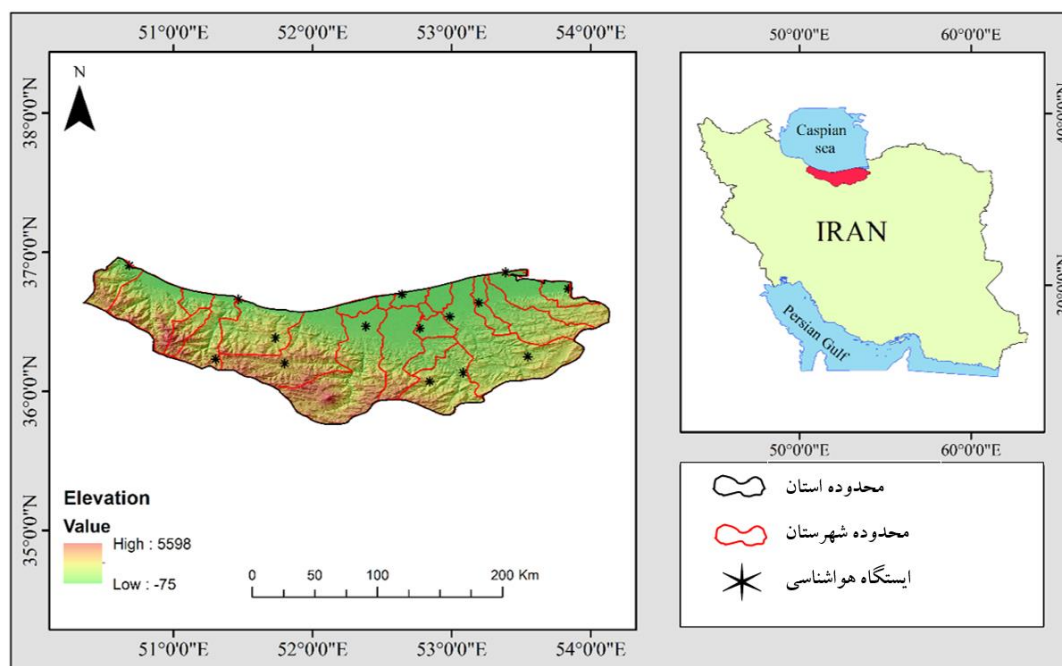 51°0'0"E 52°0'0"E 53°0'0"E 54°0'0"E
N
38°0'0"N
37°0'0"N
36°0'0"N
35°0'0"N
Elevation
Value
High : 5598
Low : -75
0 50 100 200 Km
51°0'0"E 52°0'0"E 53°0'0"E 54°0'0"E
50°0'0"E 60°0'0"E
40°0'0"N
Caspian
sea
IRAN
Persian Gulf
50°0'0"E 60°0'0"E
محدوده استان
محدوده شهرستان
ایستگاه هواشناسی